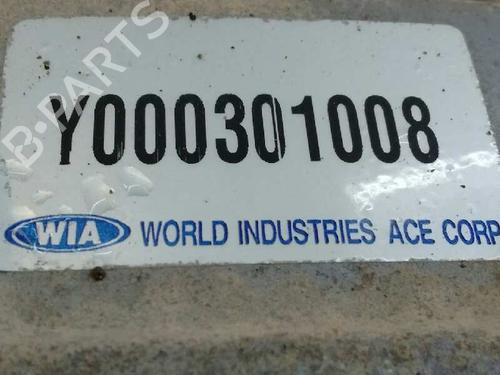 B-PARTS
Y000301008
WIA WORLD INDUSTRIES ACE CORP